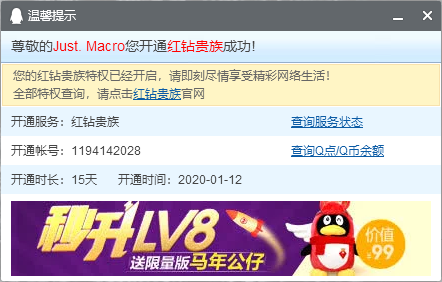 温馨提示
尊敬的Just. Macro您开通红钻贵族成功!
您的红钻贵族特权已经开启，请即刻尽情享受精彩网络生活！
全部特权查询，请点击红钻贵族官网
开通服务：红钻贵族 查询服务状态
开通帐号：1194142028 查询Q点/Q币余额
开通时长：15天 开通时间：2020-01-12
秒升LV8
送限量版马年公仔
价值
￥99